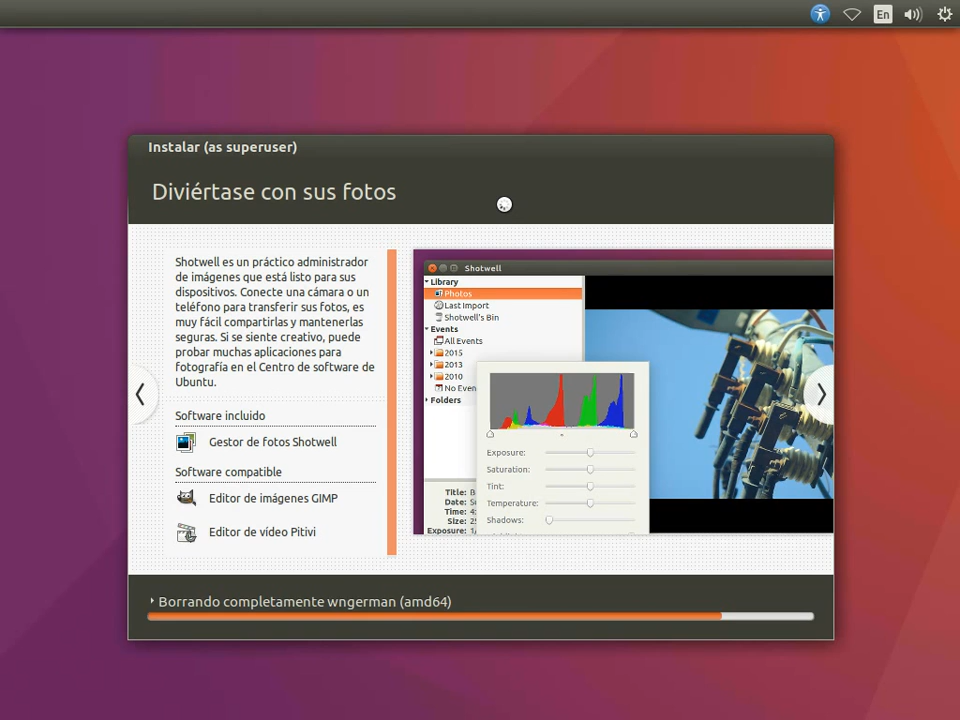 En
Instalar (as superuser)
Diviértase con sus fotos
Shotwell es un práctico administrador
de imágenes que está listo para sus
dispositivos. Conecte una cámara o un
teléfono para transferir sus fotos, es
muy fácil compartirlas y mantenerlas
seguras. Si se siente creativo, puede
probar muchas aplicaciones para
fotografía en el Centro de software de
Ubuntu.
Software incluido
Gestor de fotos Shotwell
Software compatible
Editor de imágenes GIMP
Editor de vídeo Pitivi
Shotwell
Library
Photos
Last Import
Shotwell's Bin
Events
All Events
2015
2013
2010
No Even
Folders
Title: B
Date: S
Time: 4:
Size: 25
Exposure: 1/
Exposure:
Saturation:
Tint:
Temperature:
Shadows:
Borrando completamente wngerman (amd64)